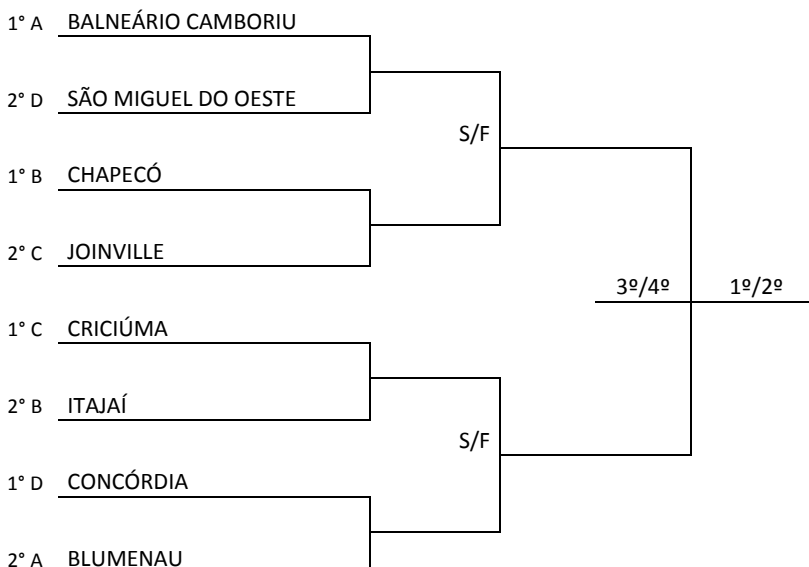 1° A BALNEÁRIO CAMBORIU
2° D SÃO MIGUEL DO OESTE
S/F
1° B CHAPECÓ
2° C JOINVILLE
3º/4º 1º/2º
1° C CRICIÚMA
2° B ITAJAÍ
S/F
1° D CONCÓRDIA
2° A BLUMENAU